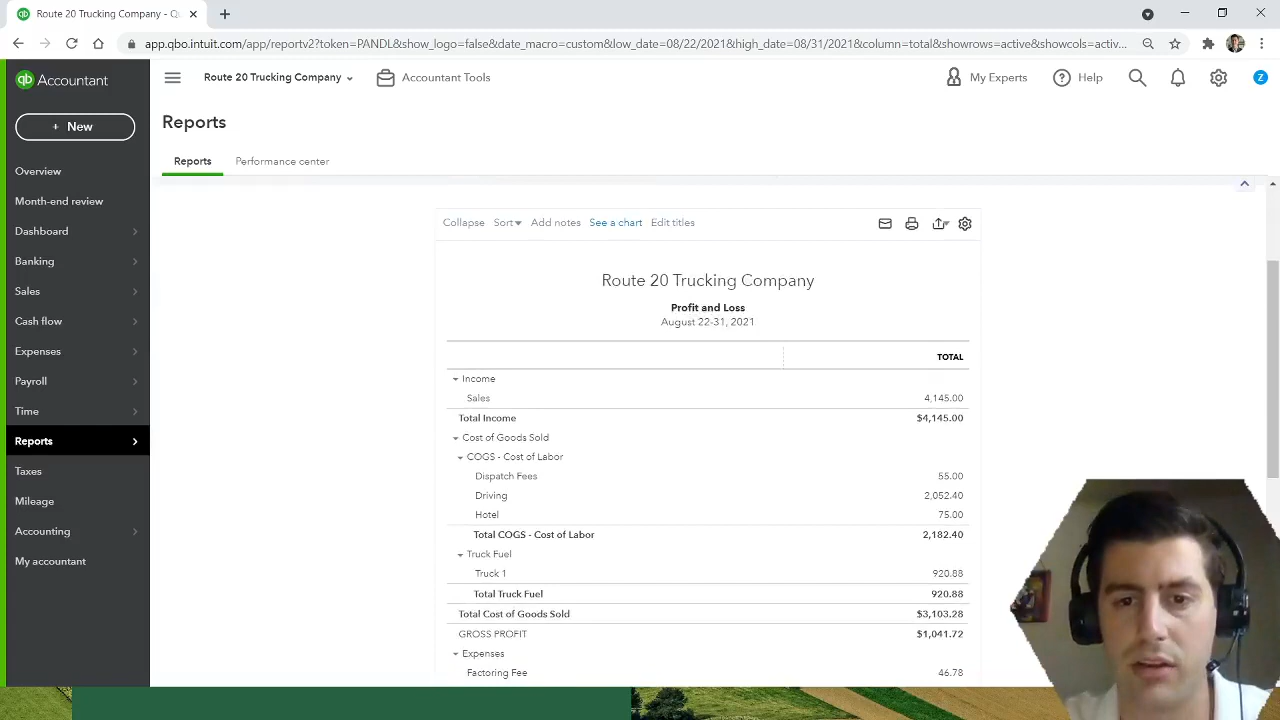 Route 20 Trucking Company - Q
app.qbo.intuit.com/app/reportv2?token=PANDL&show_logo=false&date_macro=custom&low_date=08/22/2021&high_date=08/31/2021&column=total&showrows=active&showcols=activ...
qb Accountant
Route 20 Trucking Company
Accountant Tools
My Experts
Help
Z
+ New
Reports
Reports
Performance center
Overview
Month-end review
Dashboard
Banking
Sales
Cash flow
Expenses
Payroll
Time
Reports
Taxes
Mileage
Accounting
My accountant
Collapse Sort Add notes See a chart Edit titles
Route 20 Trucking Company
Profit and Loss
August 22-31, 2021
TOTAL
Income
Sales 4,145.00
Total Income $4,145.00
Cost of Goods Sold
COGS - Cost of Labor
Dispatch Fees 55.00
Driving 2,052.40
Hotel 75.00
Total COGS - Cost of Labor 2,182.40
Truck Fuel
Truck 1 920.88
Total Truck Fuel 920.88
Total Cost of Goods Sold $3,103.28
GROSS PROFIT $1,041.72
Expenses
Factoring Fee 46.78